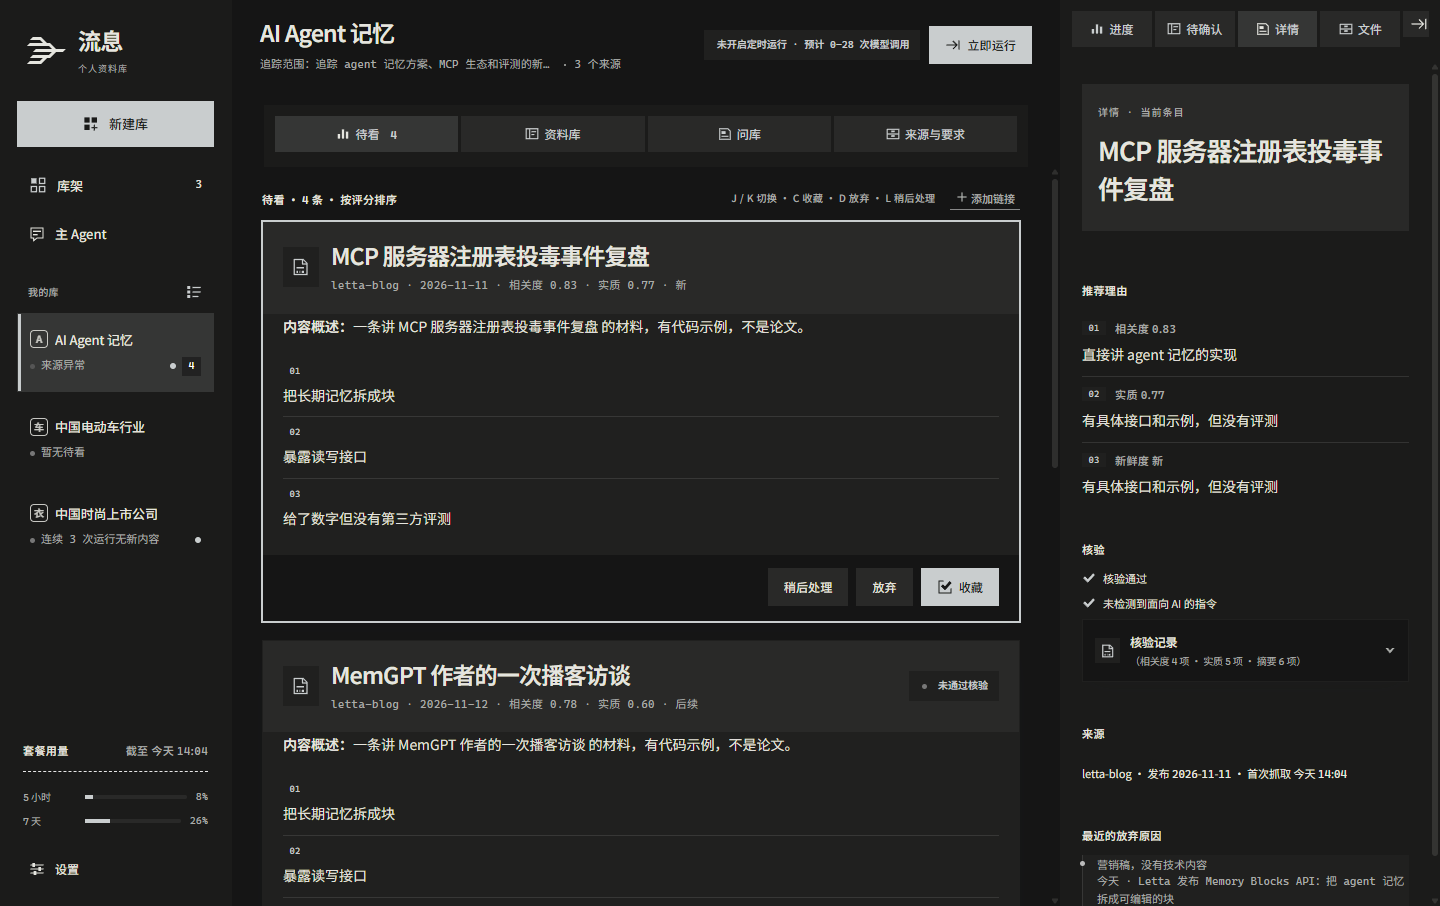 流息
个人资料库
新建库
库架 3
主 Agent
我的库
A AI Agent 记忆
来源异常 4
车 中国电动车行业
暂无待看
衣 中国时尚上市公司
连续 3 次运行无新内容
套餐用量 截至 今天 14:04
5 小时 8%
7 天 26%
设置
AI Agent 记忆
追踪范围：追踪 agent 记忆方案、MCP 生态和评测的新… · 3 个来源
未开启定时运行 · 预计 0–28 次模型调用
立即运行
待看 4
资料库
问库
来源与要求
待看 • 4 条 • 按评分排序
J / K 切换 • C 收藏 • D 放弃 • L 稍后处理
添加链接
MCP 服务器注册表投毒事件复盘
letta-blog · 2026-11-11 · 相关度 0.83 · 实质 0.77 · 新
内容概述：一条讲 MCP 服务器注册表投毒事件复盘 的材料，有代码示例，不是论文。
01
把长期记忆拆成块
02
暴露读写接口
03
给了数字但没有第三方评测
稍后处理
放弃
收藏
MemGPT 作者的一次播客访谈
letta-blog · 2026-11-12 · 相关度 0.78 · 实质 0.60 · 后续
未通过核验
内容概述：一条讲 MemGPT 作者的一次播客访谈 的材料，有代码示例，不是论文。
01
把长期记忆拆成块
02
暴露读写接口
进度
待确认
详情
文件
详情 · 当前条目
MCP 服务器注册表投毒事
件复盘
推荐理由
01 相关度 0.83
直接讲 agent 记忆的实现
02 实质 0.77
有具体接口和示例，但没有评测
03 新鲜度 新
有具体接口和示例，但没有评测
核验
核验通过
未检测到面向 AI 的指令
核验记录
（相关度 4 项 • 实质 5 项 • 摘要 6 项）
来源
letta-blog • 发布 2026-11-11 • 首次抓取 今天 14:04
最近的放弃原因
营销稿，没有技术内容
今天 · Letta 发布 Memory Blocks API：把 agent 记忆
拆成可编辑的块